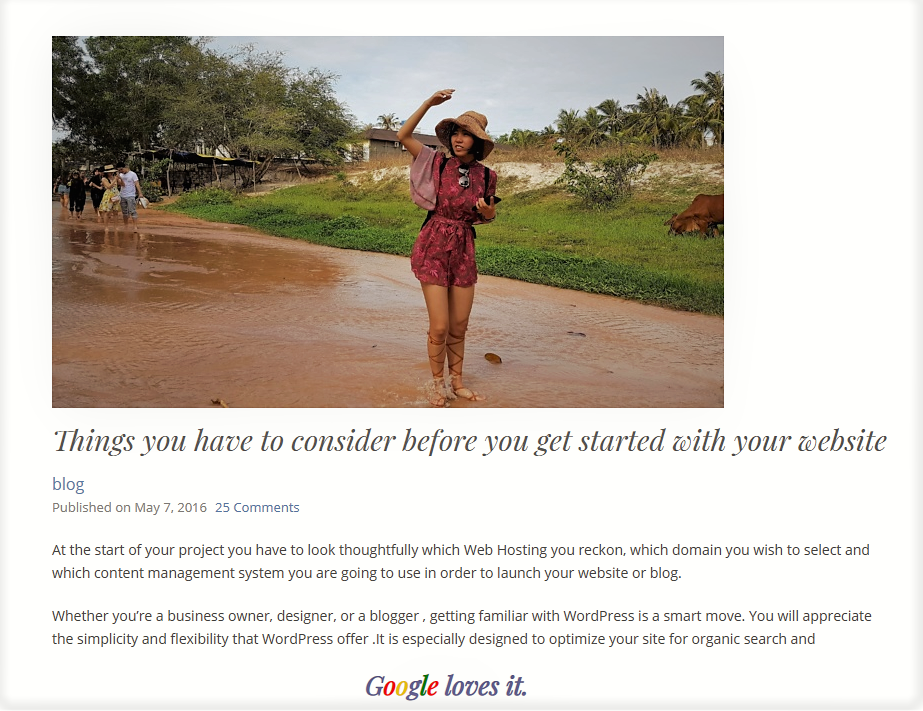 Things you have to consider before you get started with your website
blog
Published on May 7, 2016 25 Comments
At the start of your project you have to look thoughtfully which Web Hosting you reckon, which domain you wish to select and
which content management system you are going to use in order to launch your website or blog.
Whether you're a business owner, designer, or a blogger , getting familiar with WordPress is a smart move. You will appreciate
the simplicity and flexibility that WordPress offer .It is especially designed to optimize your site for organic search and
Google loves it.